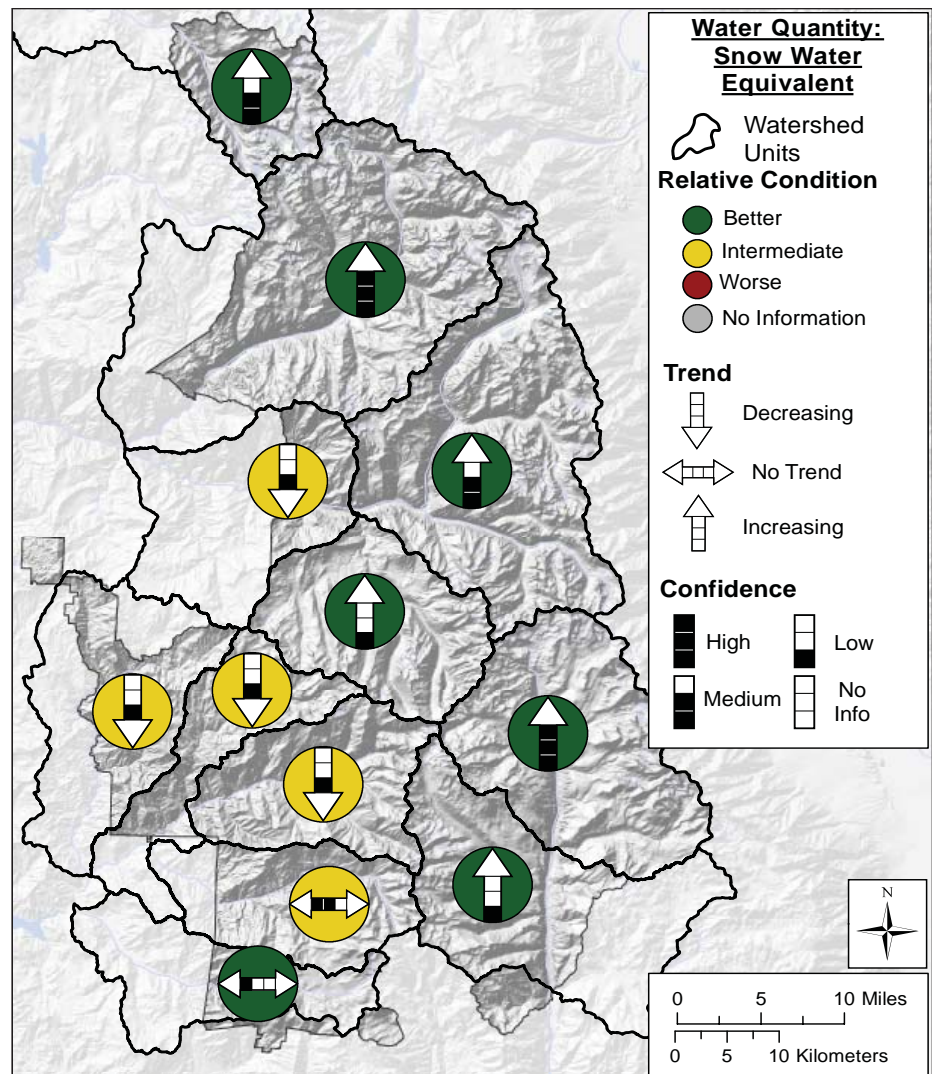 Water Quantity:
Snow Water
Equivalent
Watershed
Units
Relative Condition
Better
Intermediate
Worse
No Information
Trend
Decreasing
No Trend
Increasing
Confidence
High
Low
Medium
No
Info
N
0 5 10 Miles
0 5 10 Kilometers